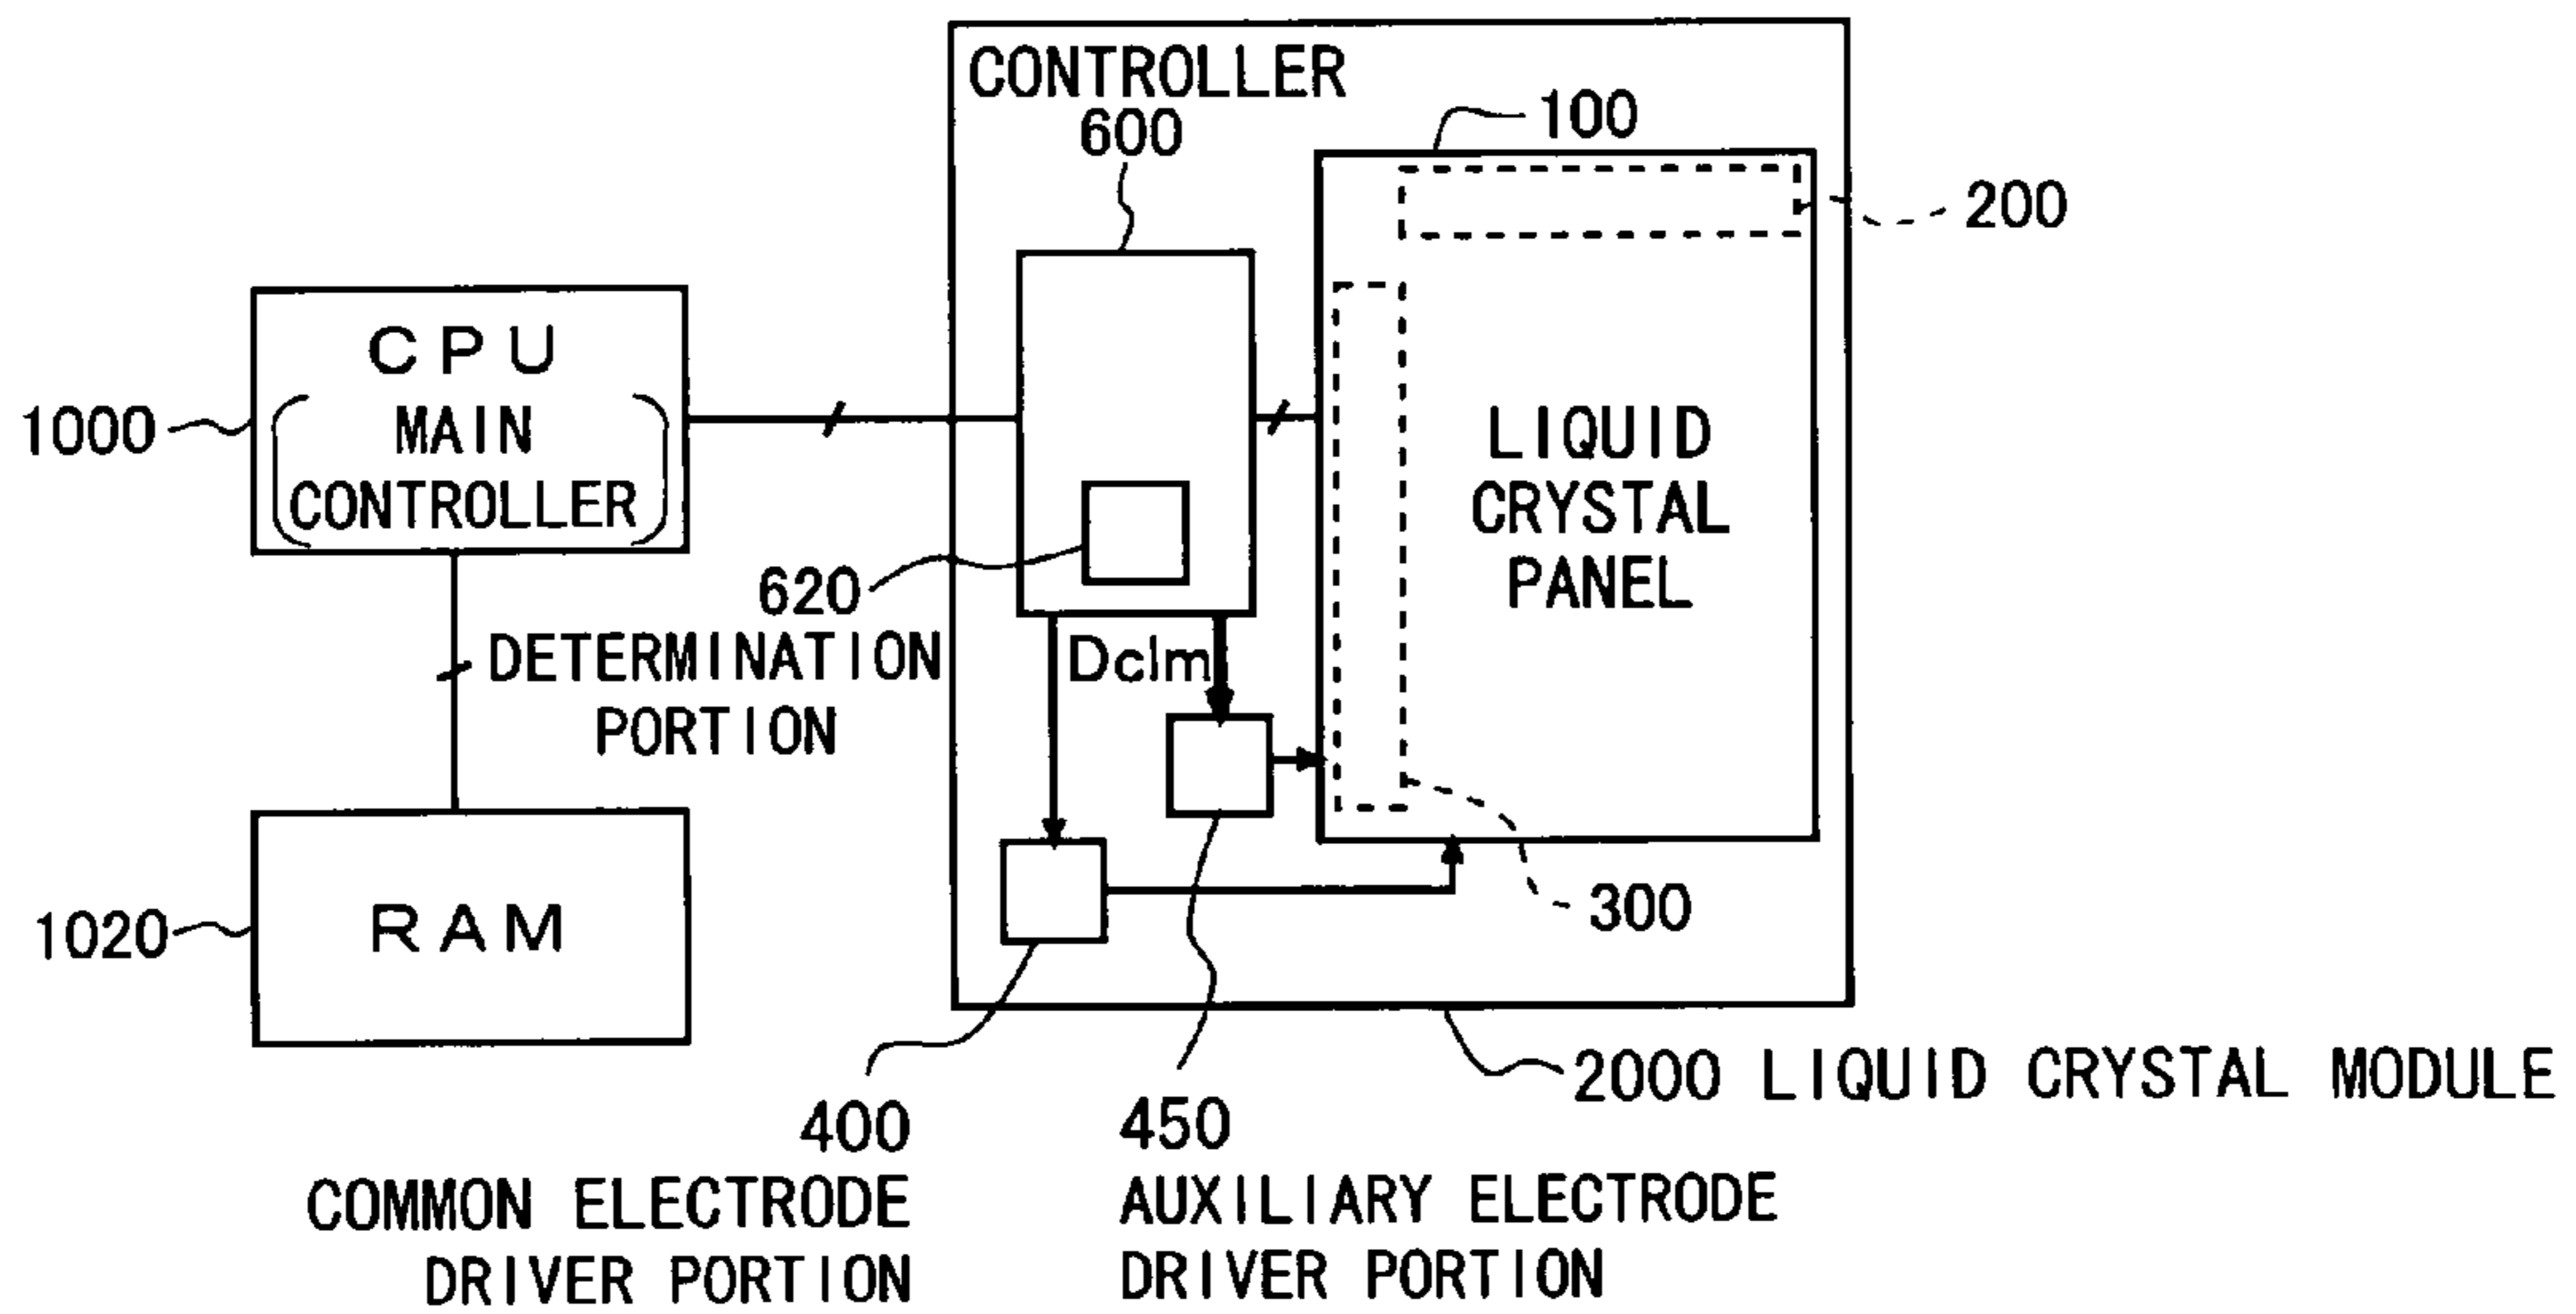 CONTROLLER
600
100
200
CPU
MAIN
CONTROLLER
1000
LIQUID
CRYSTAL
PANEL
620
DETERMINATION
PORTION
Dclm
RAM
1020
300
400
COMMON ELECTRODE
DRIVER PORTION
450
AUXILIARY ELECTRODE
DRIVER PORTION
2000 LIQUID CRYSTAL MODULE